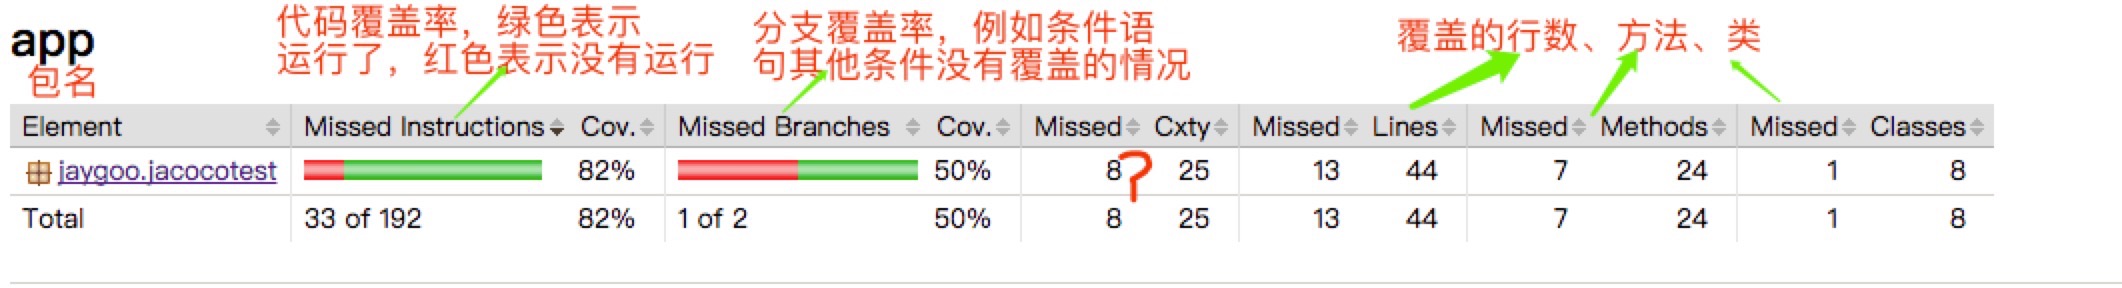 app
包名
代码覆盖率，绿色表示
运行了，红色表示没有运行
分支覆盖率，例如条件语
句其他条件没有覆盖的情况
覆盖的行数、方法、类
Element Missed Instructions Cov. Missed Branches Cov. Missed Cxty Missed Lines Missed Methods Missed Classes
jaygoo.jacocotest 82% 50% 8 ? 25 13 44 7 24 1 8
Total 33 of 192 82% 1 of 2 50% 8 25 13 44 7 24 1 8